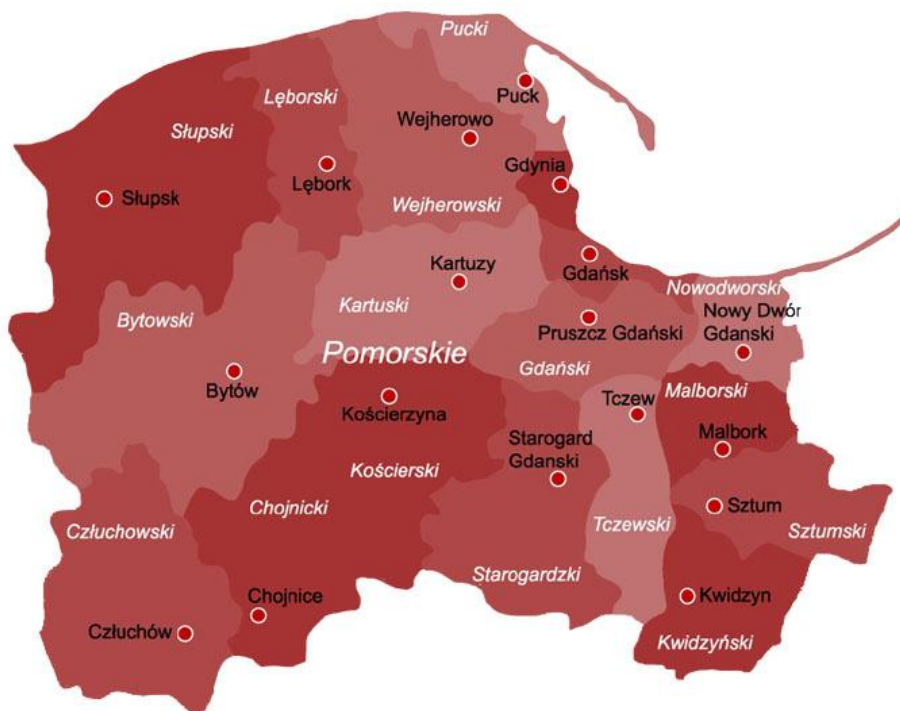 Pucki
Puck
Lęborski
Wejherowo
Słupski
Gdynia
Lębork
Słupsk
Wejherowski
Kartuzy
Gdańsk
Nowodworski
Kartuski
Nowy Dwór
Gdanski
Bytowski
Pruszcz Gdański
Pomorskie
Gdański
Bytów
Malborski
Tczew
Kościerzyna
Malbork
Starogard
Gdanski
Kościerski
Chojnicki
Sztum
Człuchowski
Tczewski
Sztumski
Starogardzki
Chojnice
Kwidzyn
Człuchów
Kwidzyński